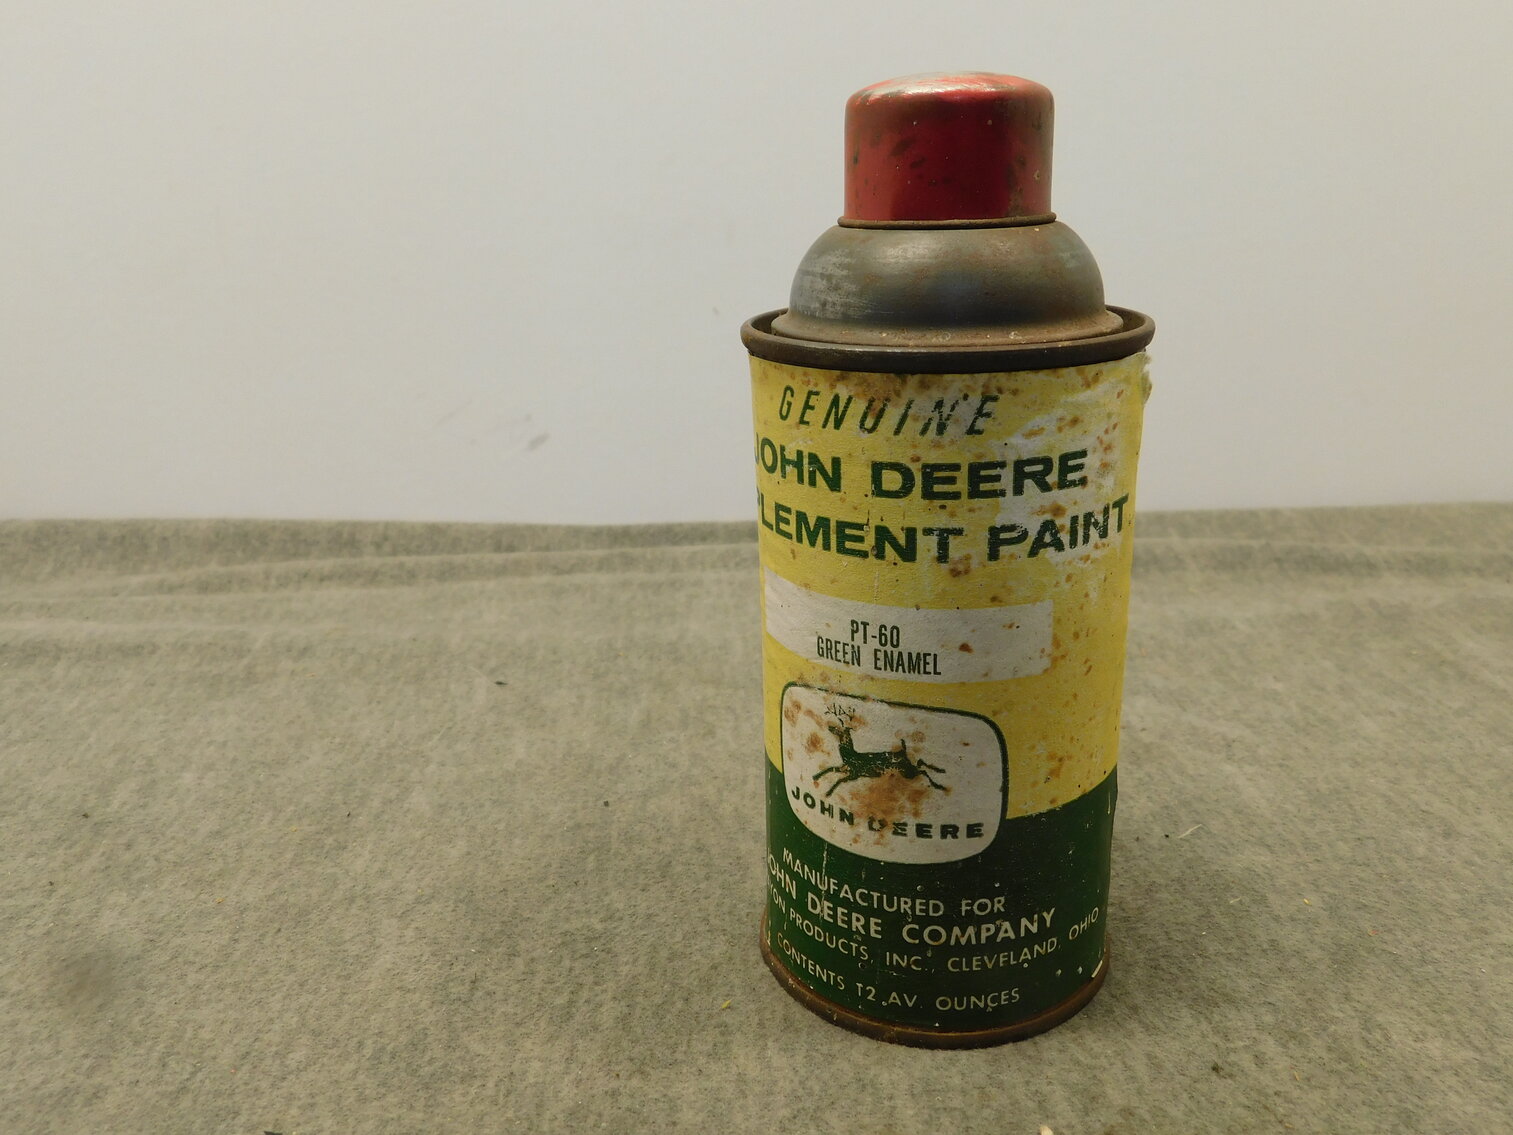 GENUINE
JOHN DEERE
PLEMENT PAINT
PT-60
GREEN ENAMEL
JOHN DEERE
MANUFACTURED FOR
JOHN DEERE COMPANY
PRODUCTS, INC., CLEVELAND, OHIO
CONTENTS 12 AV. OUNCES